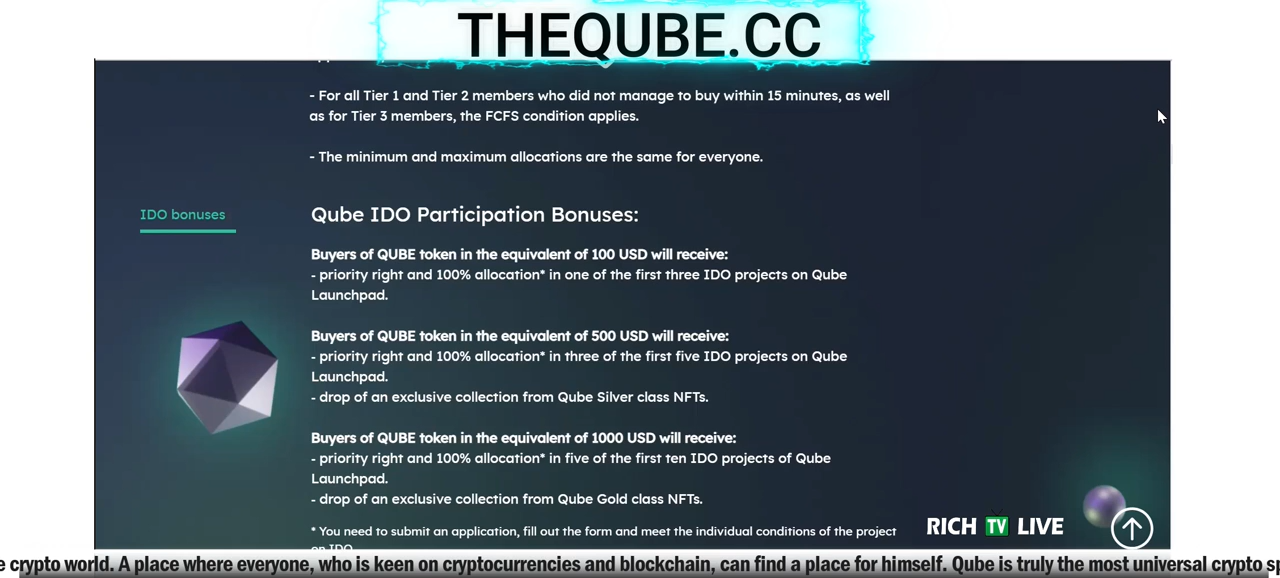 THEQUBE.CC
- For all Tier 1 and Tier 2 members who did not manage to buy within 15 minutes, as well
as for Tier 3 members, the FCFS condition applies.
- The minimum and maximum allocations are the same for everyone.
IDO bonuses
Qube IDO Participation Bonuses:
Buyers of QUBE token in the equivalent of 100 USD will receive:
- priority right and 100% allocation* in one of the first three IDO projects on Qube
Launchpad.
Buyers of QUBE token in the equivalent of 500 USD will receive:
- priority right and 100% allocation* in three of the first five IDO projects on Qube
Launchpad.
- drop of an exclusive collection from Qube Silver class NFTs.
Buyers of QUBE token in the equivalent of 1000 USD will receive:
- priority right and 100% allocation* in five of the first ten IDO projects of Qube
Launchpad.
- drop of an exclusive collection from Qube Gold class NFTs.
* You need to submit an application, fill out the form and meet the individual conditions of the project
on IDO
RICH TV LIVE
e crypto world. A place where everyone, who is keen on cryptocurrencies and blockchain, can find a place for himself. Qube is truly the most universal crypto sp